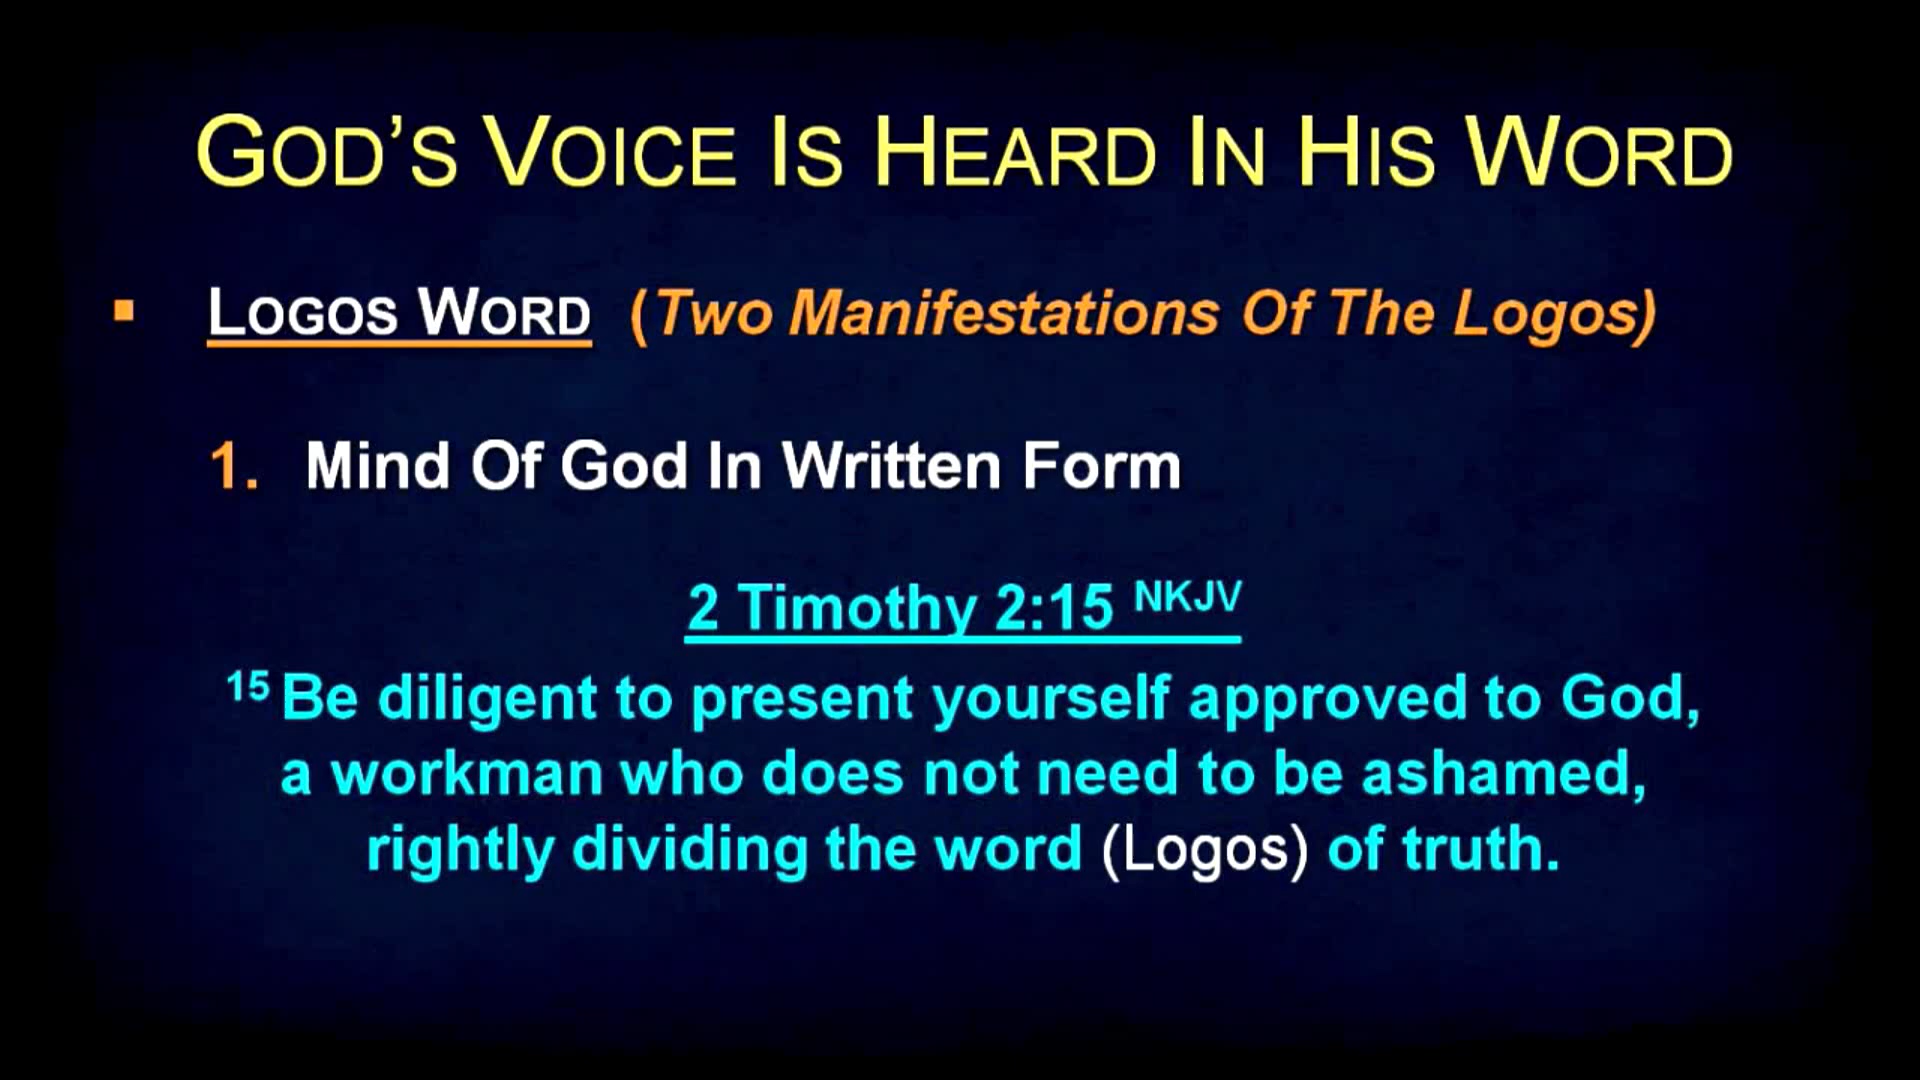 GOD'S VOICE IS HEARD IN HIS WORD
▪ LOGOS WORD (Two Manifestations Of The Logos)
1. Mind Of God In Written Form
2 Timothy 2:15 NKJV
15 Be diligent to present yourself approved to God,
a workman who does not need to be ashamed,
rightly dividing the word (Logos) of truth.